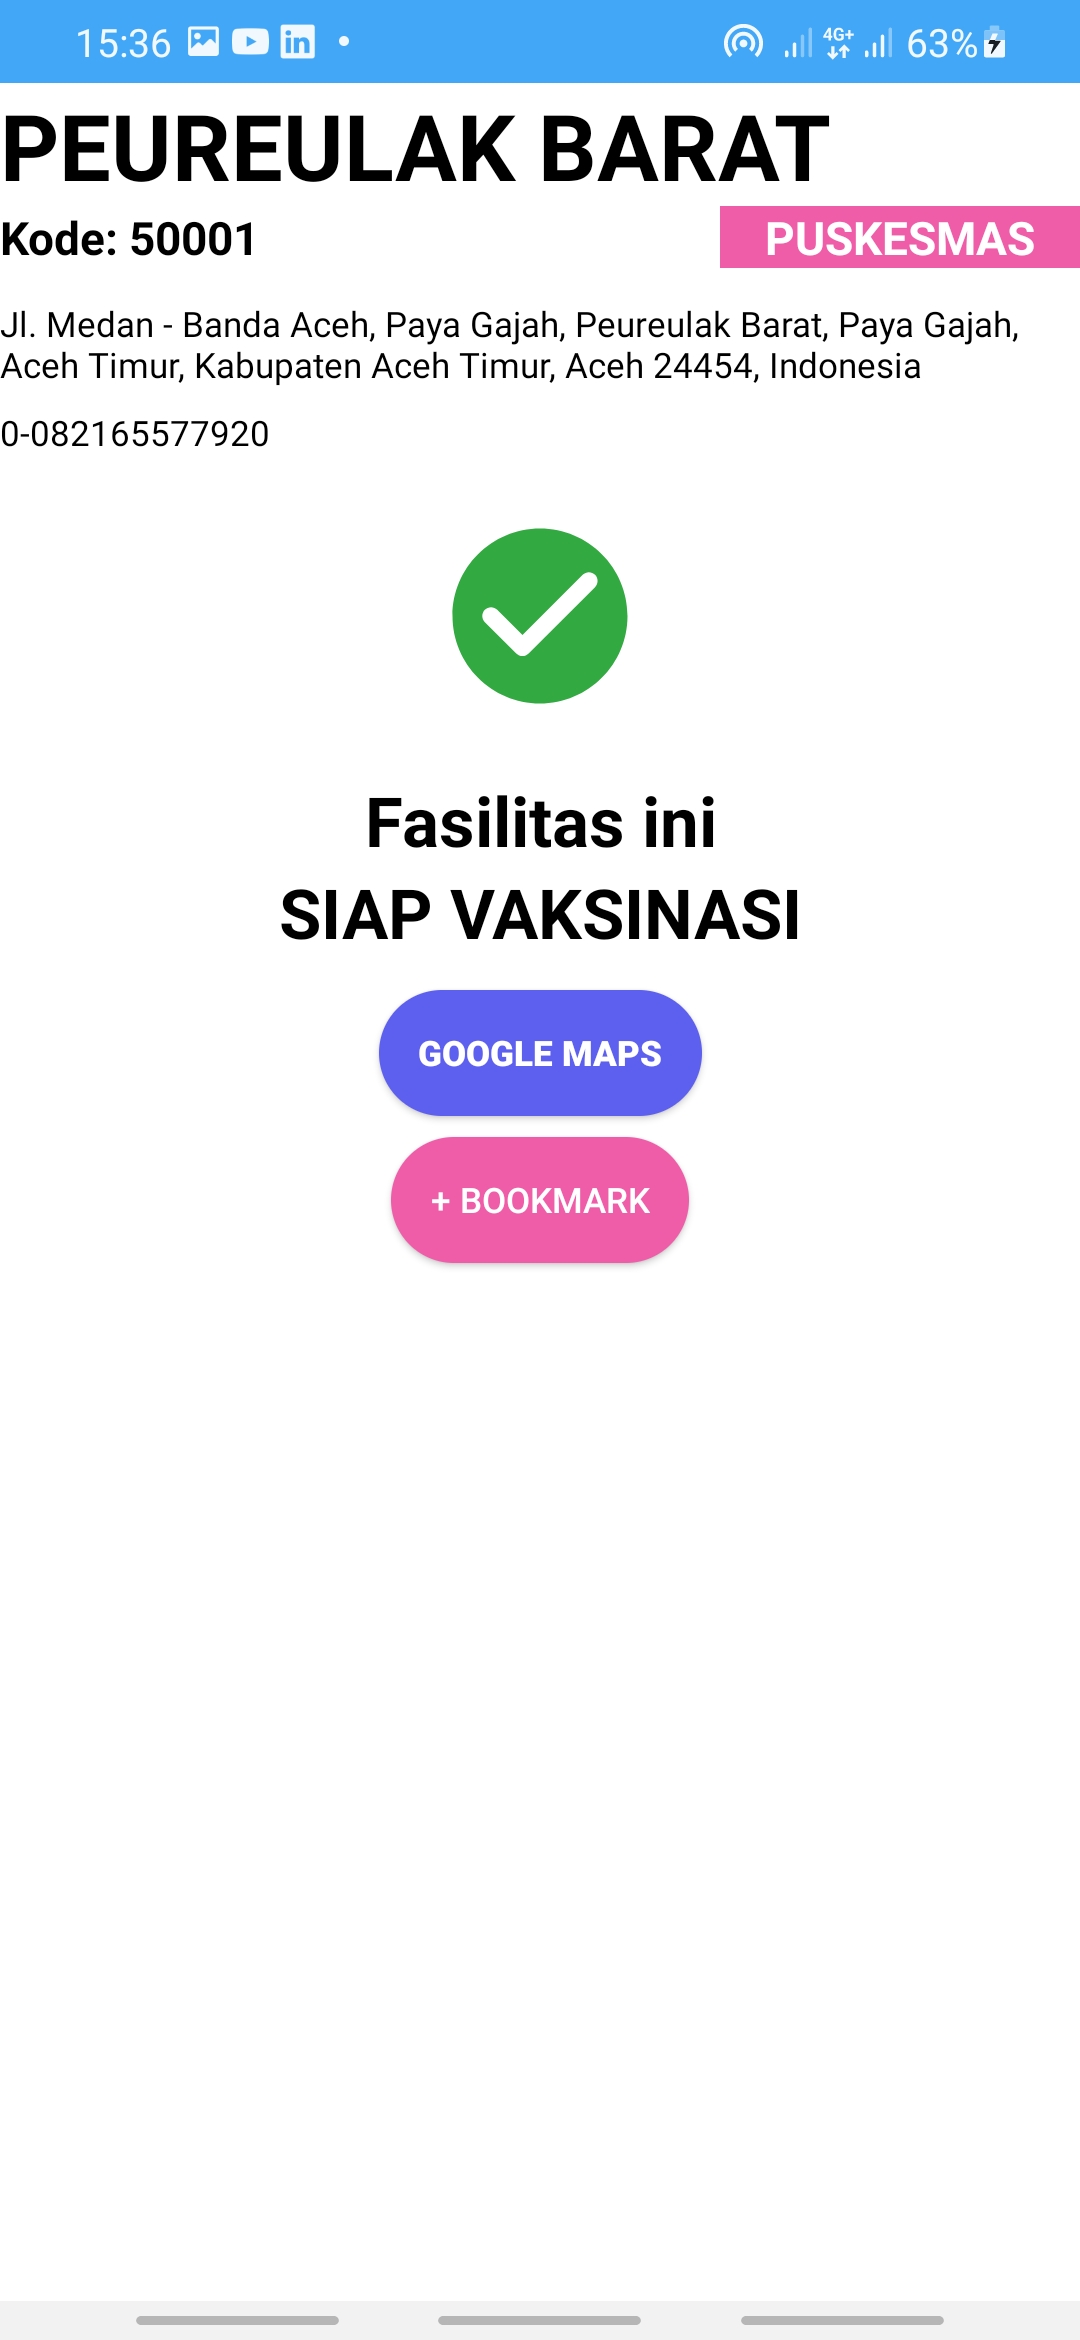 15:36
4G+
63%
PEUREULAK BARAT
Kode: 50001
PUSKESMAS
Jl. Medan - Banda Aceh, Paya Gajah, Peureulak Barat, Paya Gajah,
Aceh Timur, Kabupaten Aceh Timur, Aceh 24454, Indonesia
0-082165577920
Fasilitas ini
SIAP VAKSINASI
GOOGLE MAPS
+ BOOKMARK